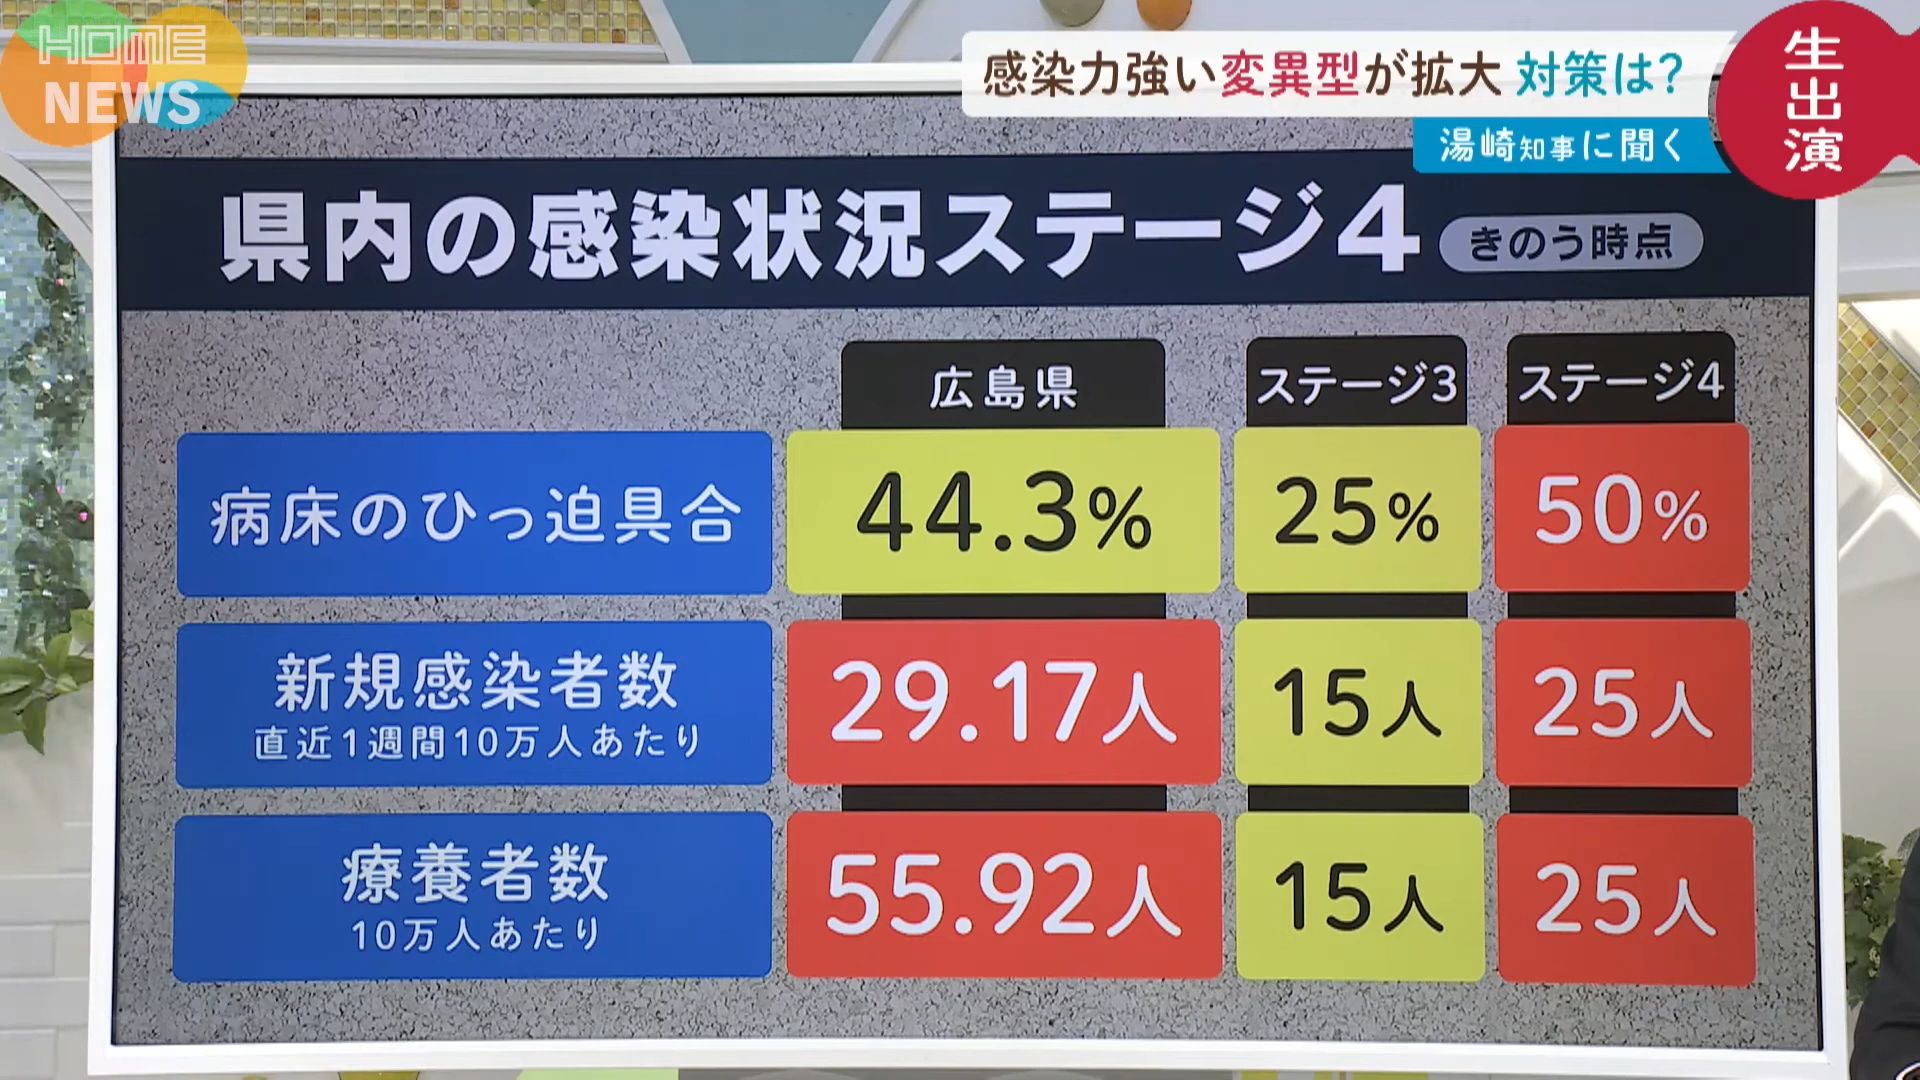 HOME
NEWS
感染力強い変異型が拡大 対策は?
湯崎知事に聞く
生出演
県内の感染状況ステージ4 きのう時点
広島県 ステージ3 ステージ4
病床のひっ迫具合 44.3% 25% 50%
新規感染者数 29.17人 15人 25人
直近1週間10万人あたり
療養者数 55.92人 15人 25人
10万人あたり